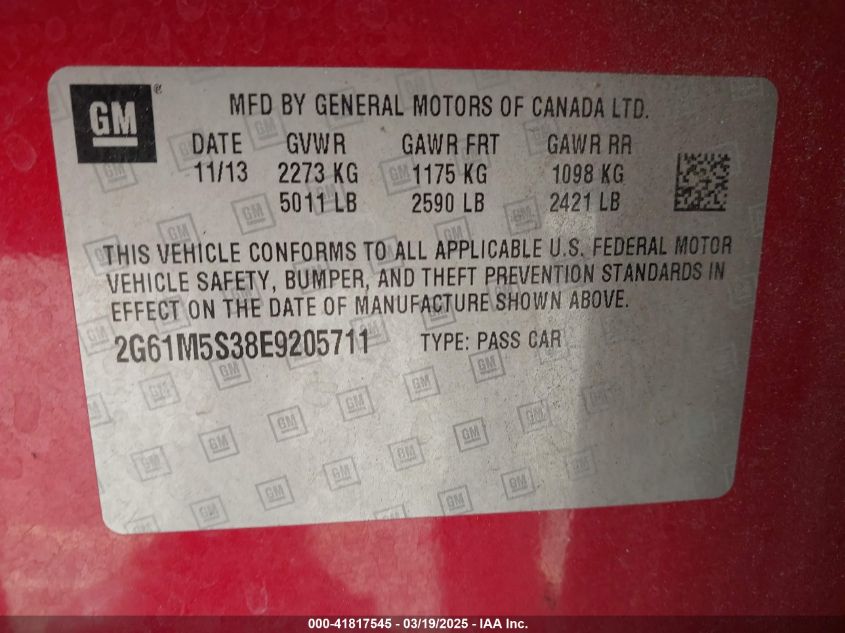 GM®
MFD BY GENERAL MOTORS OF CANADA LTD.
DATE GVWR GAWR FRT GAWR RR
11/13 2273 KG 1175 KG 1098 KG
5011 LB 2590 LB 2421 LB
THIS VEHICLE CONFORMS TO ALL APPLICABLE U.S. FEDERAL MOTOR
VEHICLE SAFETY, BUMPER, AND THEFT PREVENTION STANDARDS IN
EFFECT ON THE DATE OF MANUFACTURE SHOWN ABOVE.
2G61M5S38E9205711 TYPE: PASS CAR
000-41817545 — 03/19/2025 — IAA Inc.